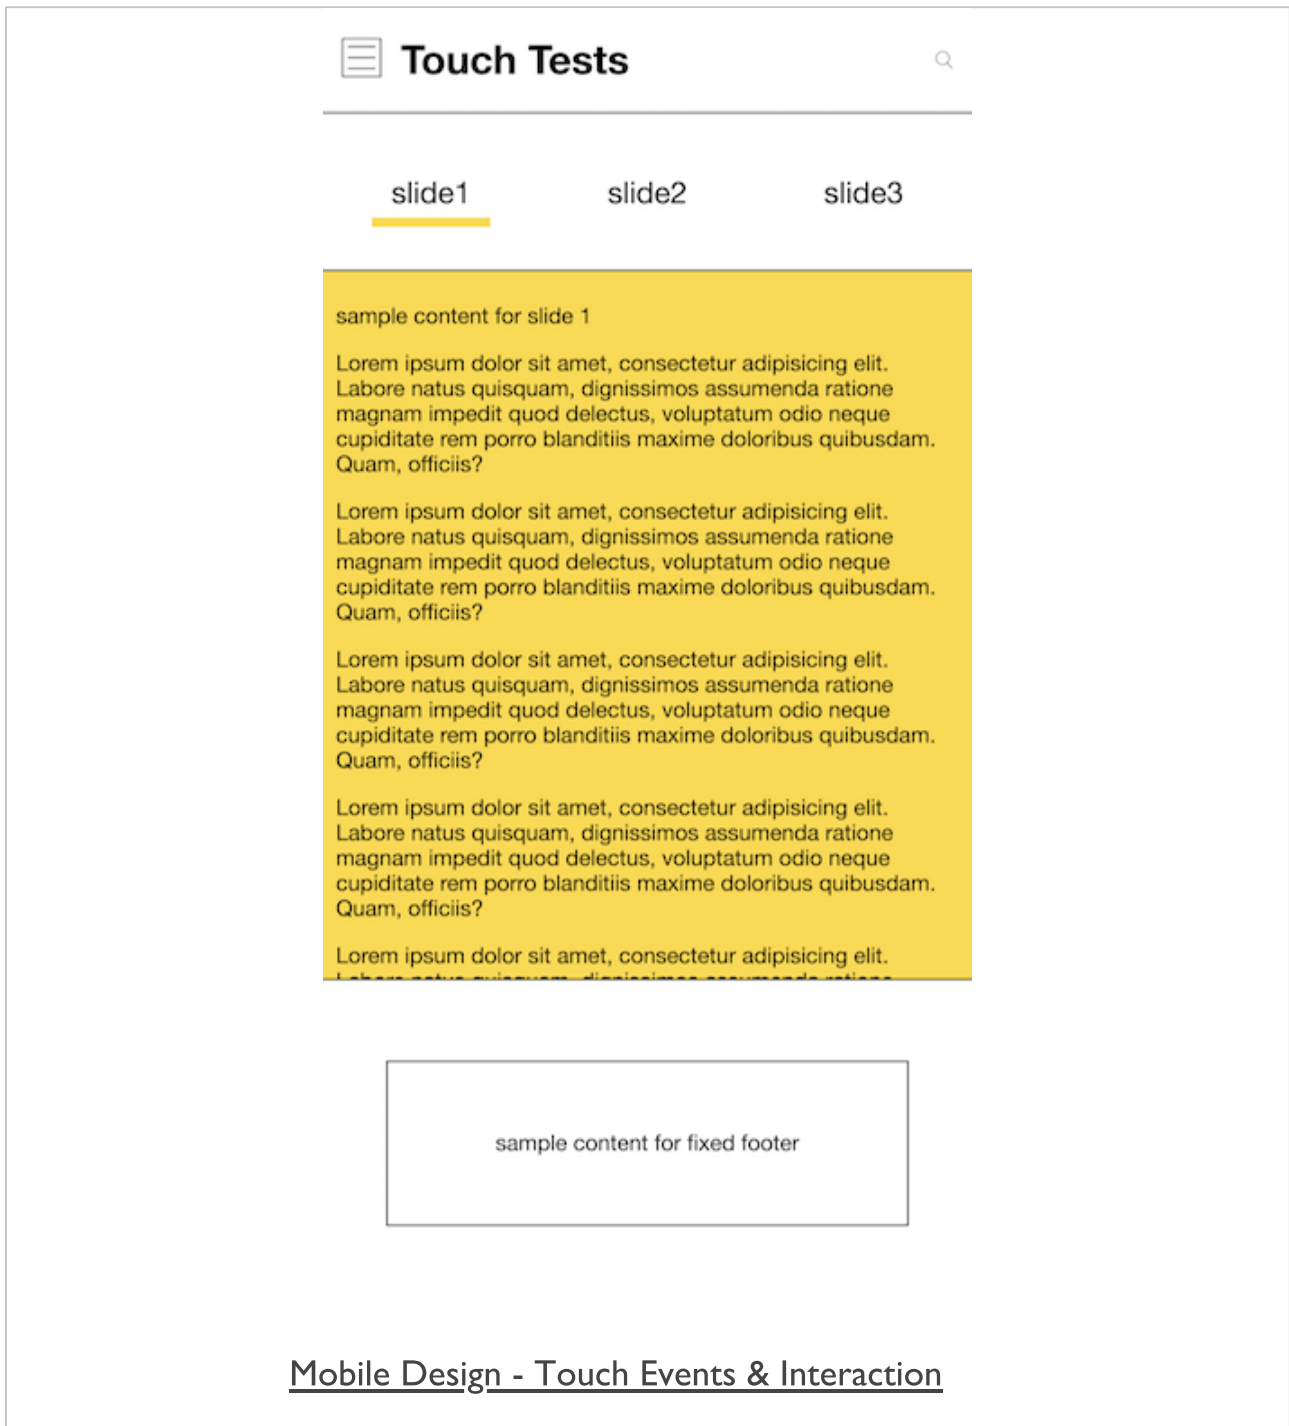 Touch Tests
slide1 slide2 slide3
sample content for slide 1
Lorem ipsum dolor sit amet, consectetur adipisicing elit.
Labore natus quisquam, dignissimos assumenda ratione
magnam impedit quod delectus, voluptatum odio neque
cupiditate rem porro blanditiis maxime doloribus quibusdam.
Quam, officiis?
Lorem ipsum dolor sit amet, consectetur adipisicing elit.
Labore natus quisquam, dignissimos assumenda ratione
magnam impedit quod delectus, voluptatum odio neque
cupiditate rem porro blanditiis maxime doloribus quibusdam.
Quam, officiis?
Lorem ipsum dolor sit amet, consectetur adipisicing elit.
Labore natus quisquam, dignissimos assumenda ratione
magnam impedit quod delectus, voluptatum odio neque
cupiditate rem porro blanditiis maxime doloribus quibusdam.
Quam, officiis?
Lorem ipsum dolor sit amet, consectetur adipisicing elit.
Labore natus quisquam, dignissimos assumenda ratione
magnam impedit quod delectus, voluptatum odio neque
cupiditate rem porro blanditiis maxime doloribus quibusdam.
Quam, officiis?
Lorem ipsum dolor sit amet, consectetur adipisicing elit.
Labore natus quisquam, dignissimos assumenda ratione
sample content for fixed footer
Mobile Design - Touch Events & Interaction